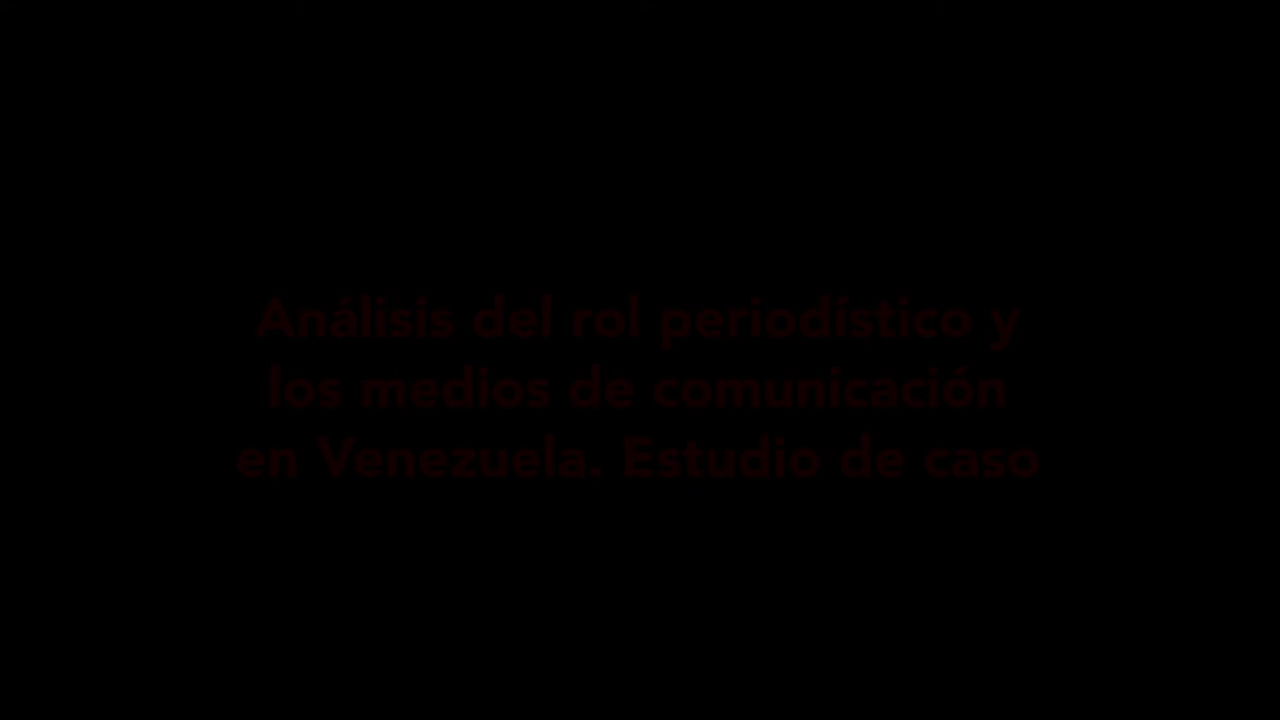 Análisis del rol periodístico y
los medios de comunicación
en Venezuela. Estudio de caso